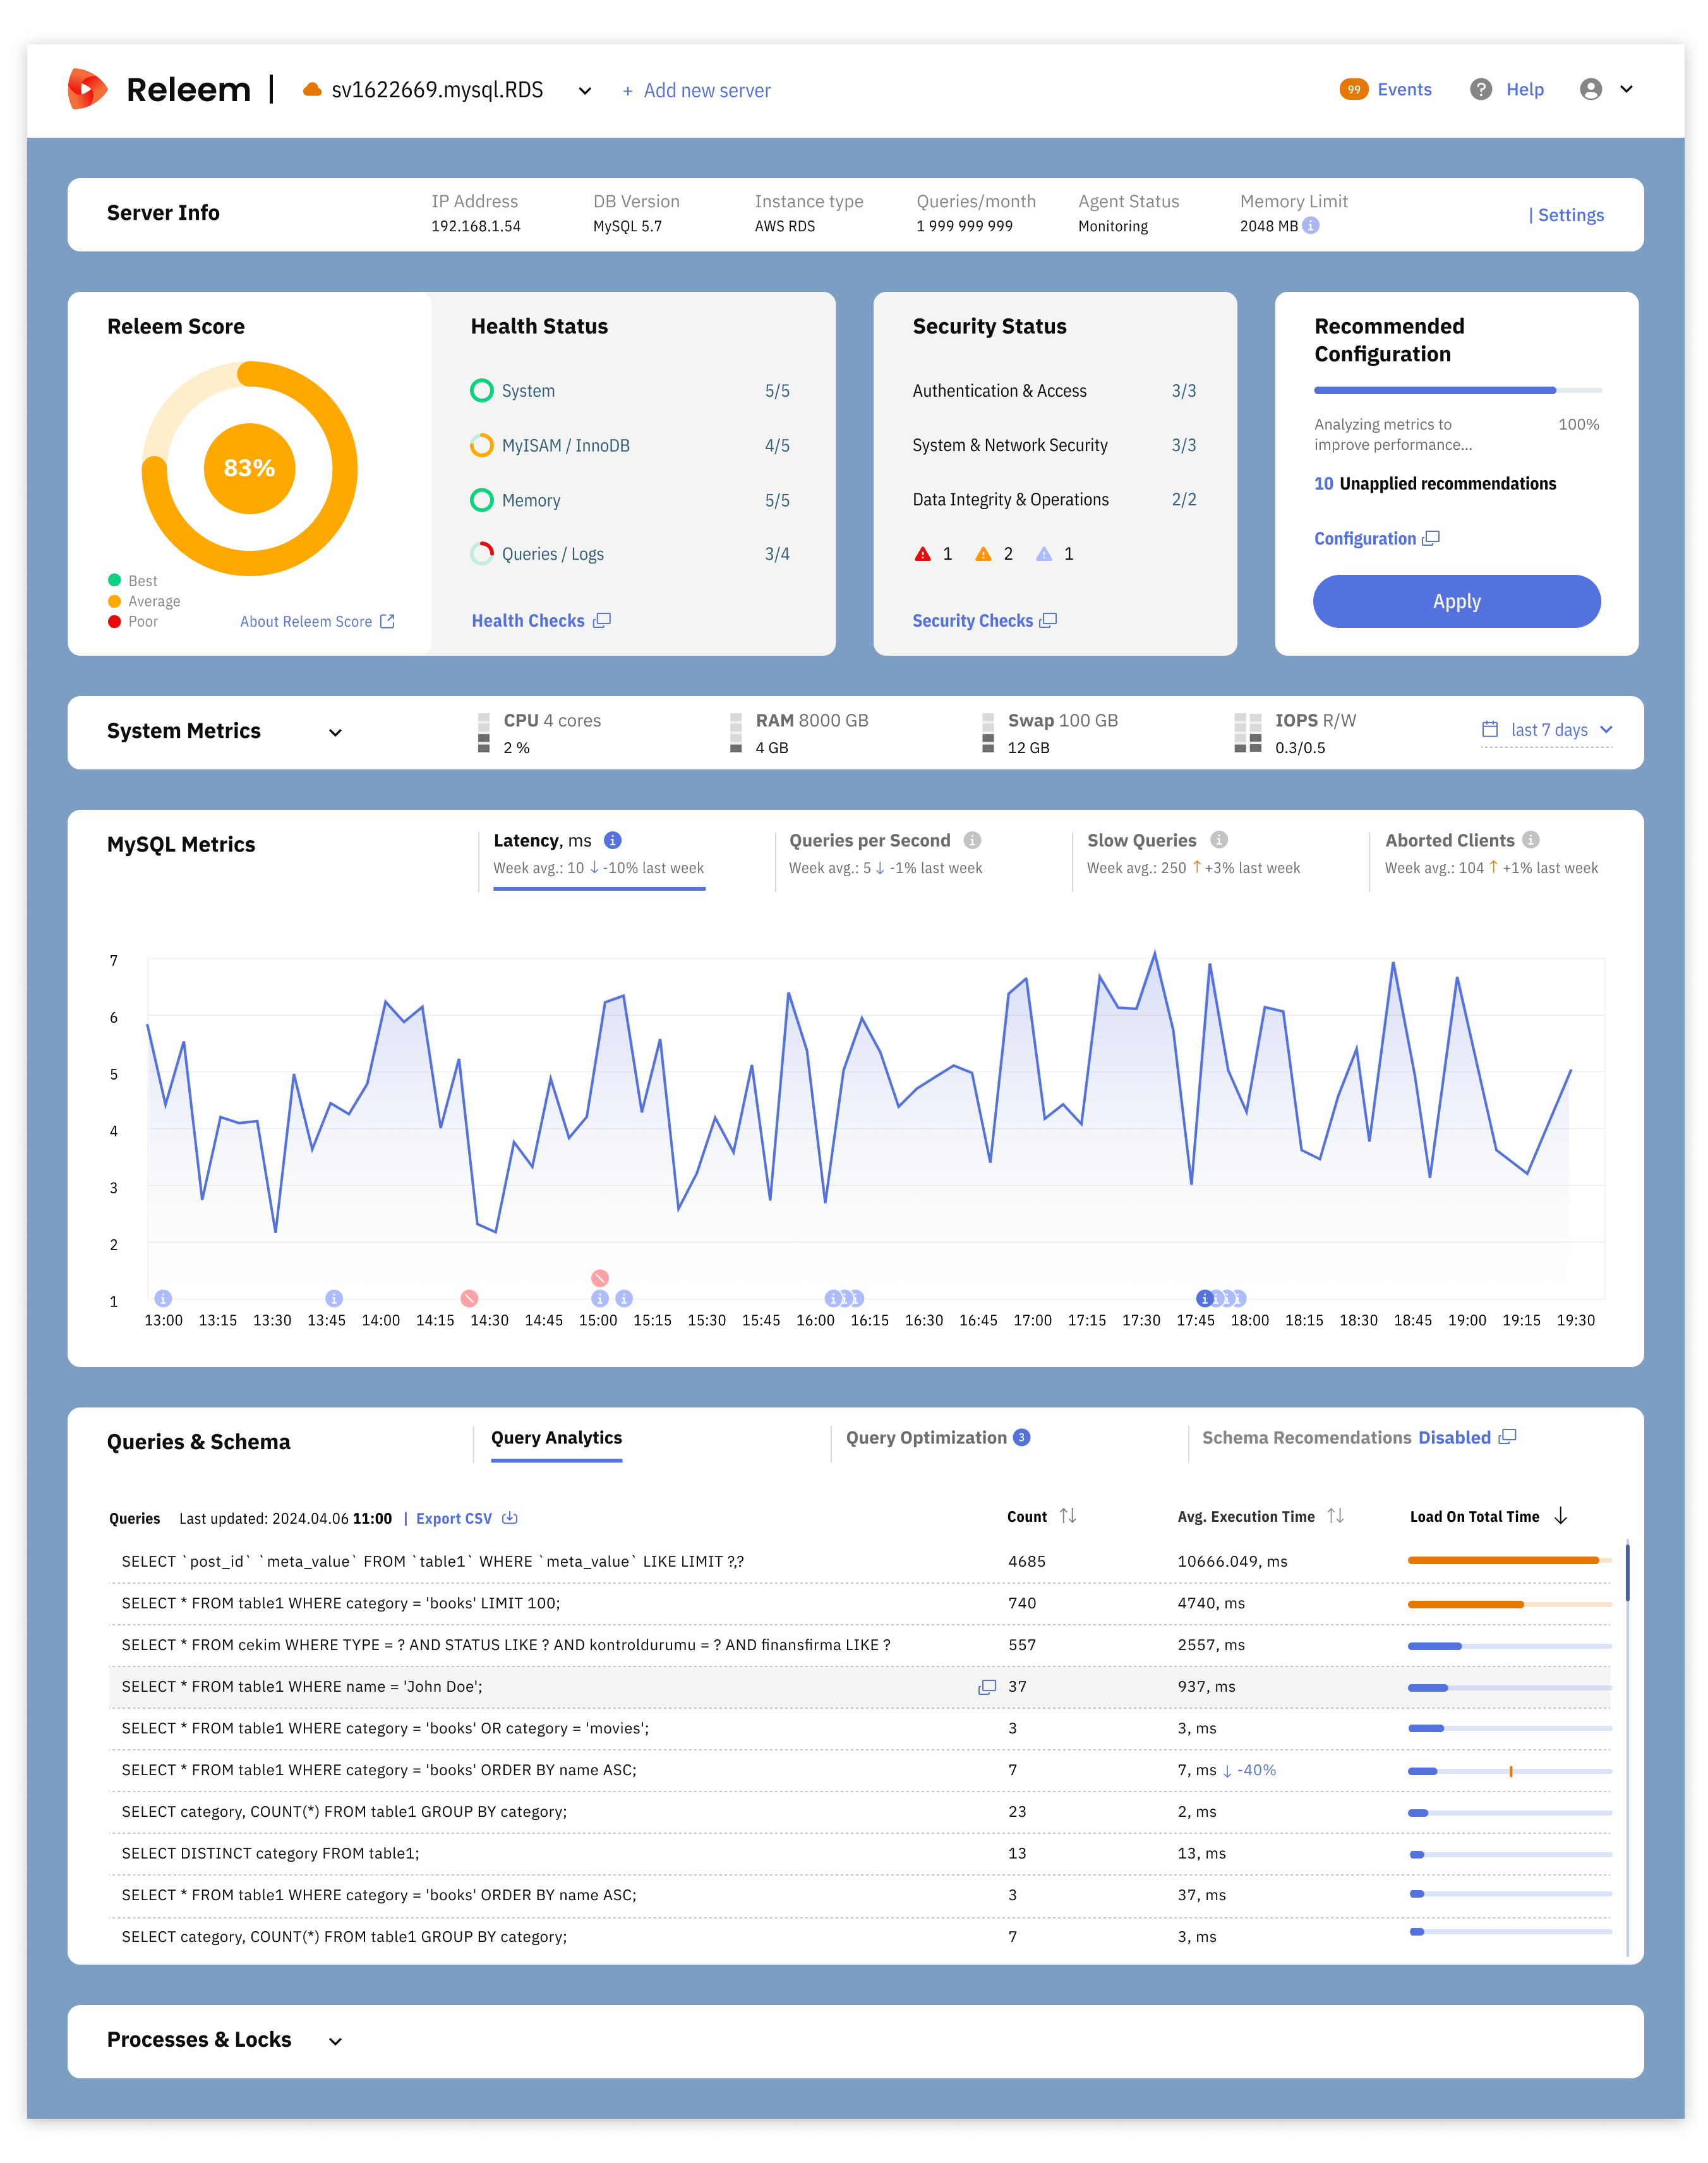 Releem | sv1622669.mysql.RDS + Add new server 99 Events ? Help
Server Info
IP Address
192.168.1.54
DB Version
MySQL 5.7
Instance type
AWS RDS
Queries/month
1 999 999 999
Agent Status
Monitoring
Memory Limit
2048 MB i
| Settings
Releem Score
83%
Best
Average
Poor
About Releem Score
Health Status
System 5/5
MyISAM / InnoDB 4/5
Memory 5/5
Queries / Logs 3/4
Health Checks
Security Status
Authentication & Access 3/3
System & Network Security 3/3
Data Integrity & Operations 2/2
1 2 1
Security Checks
Recommended
Configuration
Analyzing metrics to 100%
improve performance...
10 Unapplied recommendations
Configuration
Apply
System Metrics
CPU 4 cores
2 %
RAM 8000 GB
4 GB
Swap 100 GB
12 GB
IOPS R/W
0.3/0.5
last 7 days
MySQL Metrics
Latency, ms i
Week avg.: 10 ↓ -10% last week
Queries per Second i
Week avg.: 5 ↓ -1% last week
Slow Queries i
Week avg.: 250 ↑ +3% last week
Aborted Clients i
Week avg.: 104 ↑ +1% last week
7
6
5
4
3
2
1
13:00 13:15 13:30 13:45 14:00 14:15 14:30 14:45 15:00 15:15 15:30 15:45 16:00 16:15 16:30 16:45 17:00 17:15 17:30 17:45 18:00 18:15 18:30 18:45 19:00 19:15 19:30
Queries & Schema
Query Analytics
Query Optimization 3
Schema Recomendations Disabled
Queries Last updated: 2024.04.06 11:00 | Export CSV Count ↑↓ Avg. Execution Time ↑↓ Load On Total Time ↓
SELECT `post_id` `meta_value` FROM `table1` WHERE `meta_value` LIKE LIMIT ?,? 4685 10666.049, ms
SELECT * FROM table1 WHERE category = 'books' LIMIT 100; 740 4740, ms
SELECT * FROM cekim WHERE TYPE = ? AND STATUS LIKE ? AND kontroldurumu = ? AND finansfirma LIKE ? 557 2557, ms
SELECT * FROM table1 WHERE name = 'John Doe'; 37 937, ms
SELECT * FROM table1 WHERE category = 'books' OR category = 'movies'; 3 3, ms
SELECT * FROM table1 WHERE category = 'books' ORDER BY name ASC; 7 7, ms ↓ -40%
SELECT category, COUNT(*) FROM table1 GROUP BY category; 23 2, ms
SELECT DISTINCT category FROM table1; 13 13, ms
SELECT * FROM table1 WHERE category = 'books' ORDER BY name ASC; 3 37, ms
SELECT category, COUNT(*) FROM table1 GROUP BY category; 7 3, ms
Processes & Locks